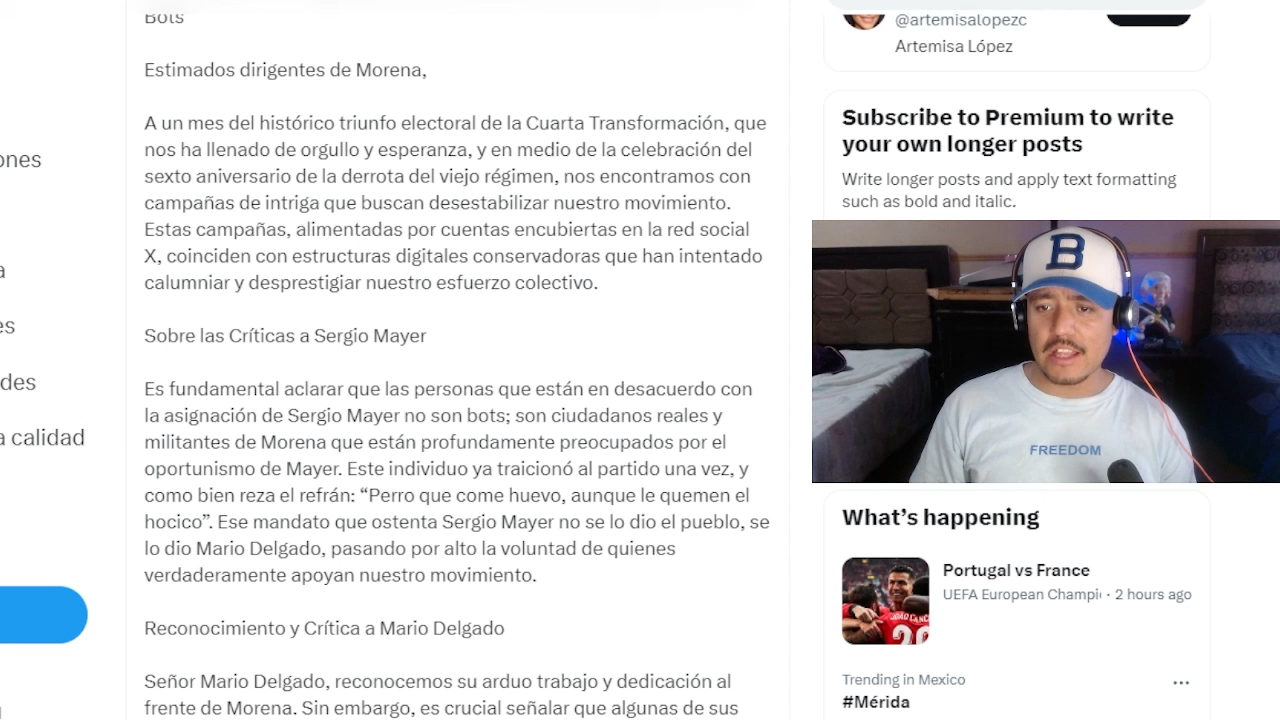 Bots
Estimados dirigentes de Morena,
A un mes del histórico triunfo electoral de la Cuarta Transformación, que
nos ha llenado de orgullo y esperanza, y en medio de la celebración del
sexto aniversario de la derrota del viejo régimen, nos encontramos con
campañas de intriga que buscan desestabilizar nuestro movimiento.
Estas campañas, alimentadas por cuentas encubiertas en la red social
X, coinciden con estructuras digitales conservadoras que han intentado
calumniar y desprestigiar nuestro esfuerzo colectivo.
Sobre las Críticas a Sergio Mayer
Es fundamental aclarar que las personas que están en desacuerdo con
la asignación de Sergio Mayer no son bots; son ciudadanos reales y
militantes de Morena que están profundamente preocupados por el
oportunismo de Mayer. Este individuo ya traicionó al partido una vez, y
como bien reza el refrán: “Perro que come huevo, aunque le quemen el
hocico”. Ese mandato que ostenta Sergio Mayer no se lo dio el pueblo, se
lo dio Mario Delgado, pasando por alto la voluntad de quienes
verdaderamente apoyan nuestro movimiento.
Reconocimiento y Crítica a Mario Delgado
Señor Mario Delgado, reconocemos su arduo trabajo y dedicación al
frente de Morena. Sin embargo, es crucial señalar que algunas de sus
ones
a
es
des
a calidad
@artemisalopezc
Artemisa López
Subscribe to Premium to write
your own longer posts
Write longer posts and apply text formatting
such as bold and italic.
B
FREEDOM
What’s happening
Portugal vs France
UEFA European Champi · 2 hours ago
Trending in Mexico
#Mérida